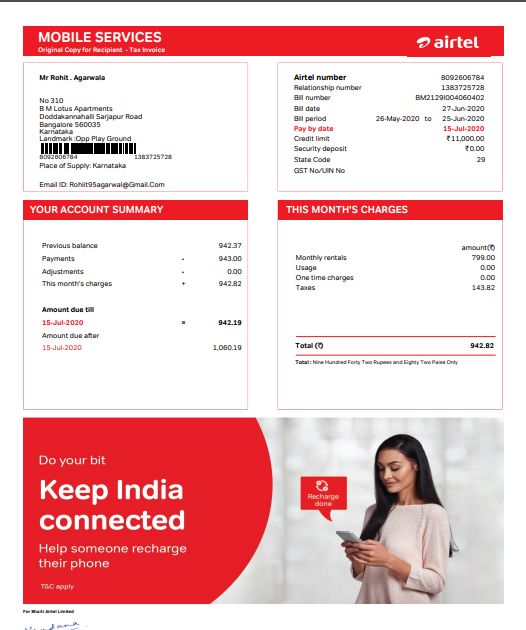 MOBILE SERVICES
Original Copy for Recipient - Tax Invoice
airtel
Mr Rohit . Agarwala
No 310
B M Lotus Apartments
Doddakannahalli Sarjapur Road
Bangalore 560035
Karnataka
Landmark :Opp Play Ground
8092606784 1383725728
Place of Supply: Karnataka
Email ID: Rohiit95agarwal@Gmail.Com
Airtel number 8092606784
Relationship number 1383725728
Bill number BM2129I004060402
Bill date 27-Jun-2020
Bill period 26-May-2020 to 25-Jun-2020
Pay by date 15-Jul-2020
Credit limit ₹11,000.00
Security deposit ₹0.00
State Code 29
GST No/UIN No
YOUR ACCOUNT SUMMARY
Previous balance 942.37
Payments - 943.00
Adjustments - 0.00
This month's charges + 942.82
Amount due till
15-Jul-2020 = 942.19
Amount due after
15-Jul-2020 1,060.19
THIS MONTH'S CHARGES
amount(₹)
Monthly rentals 799.00
Usage 0.00
One time charges 0.00
Taxes 143.82
Total (₹) 942.82
Total : Nine Hundred Forty Two Rupees and Eighty Two Paise Only
Do your bit
Keep India
connected
Help someone recharge
their phone
T&C apply
Recharge
done
For Bharti Airtel Limited